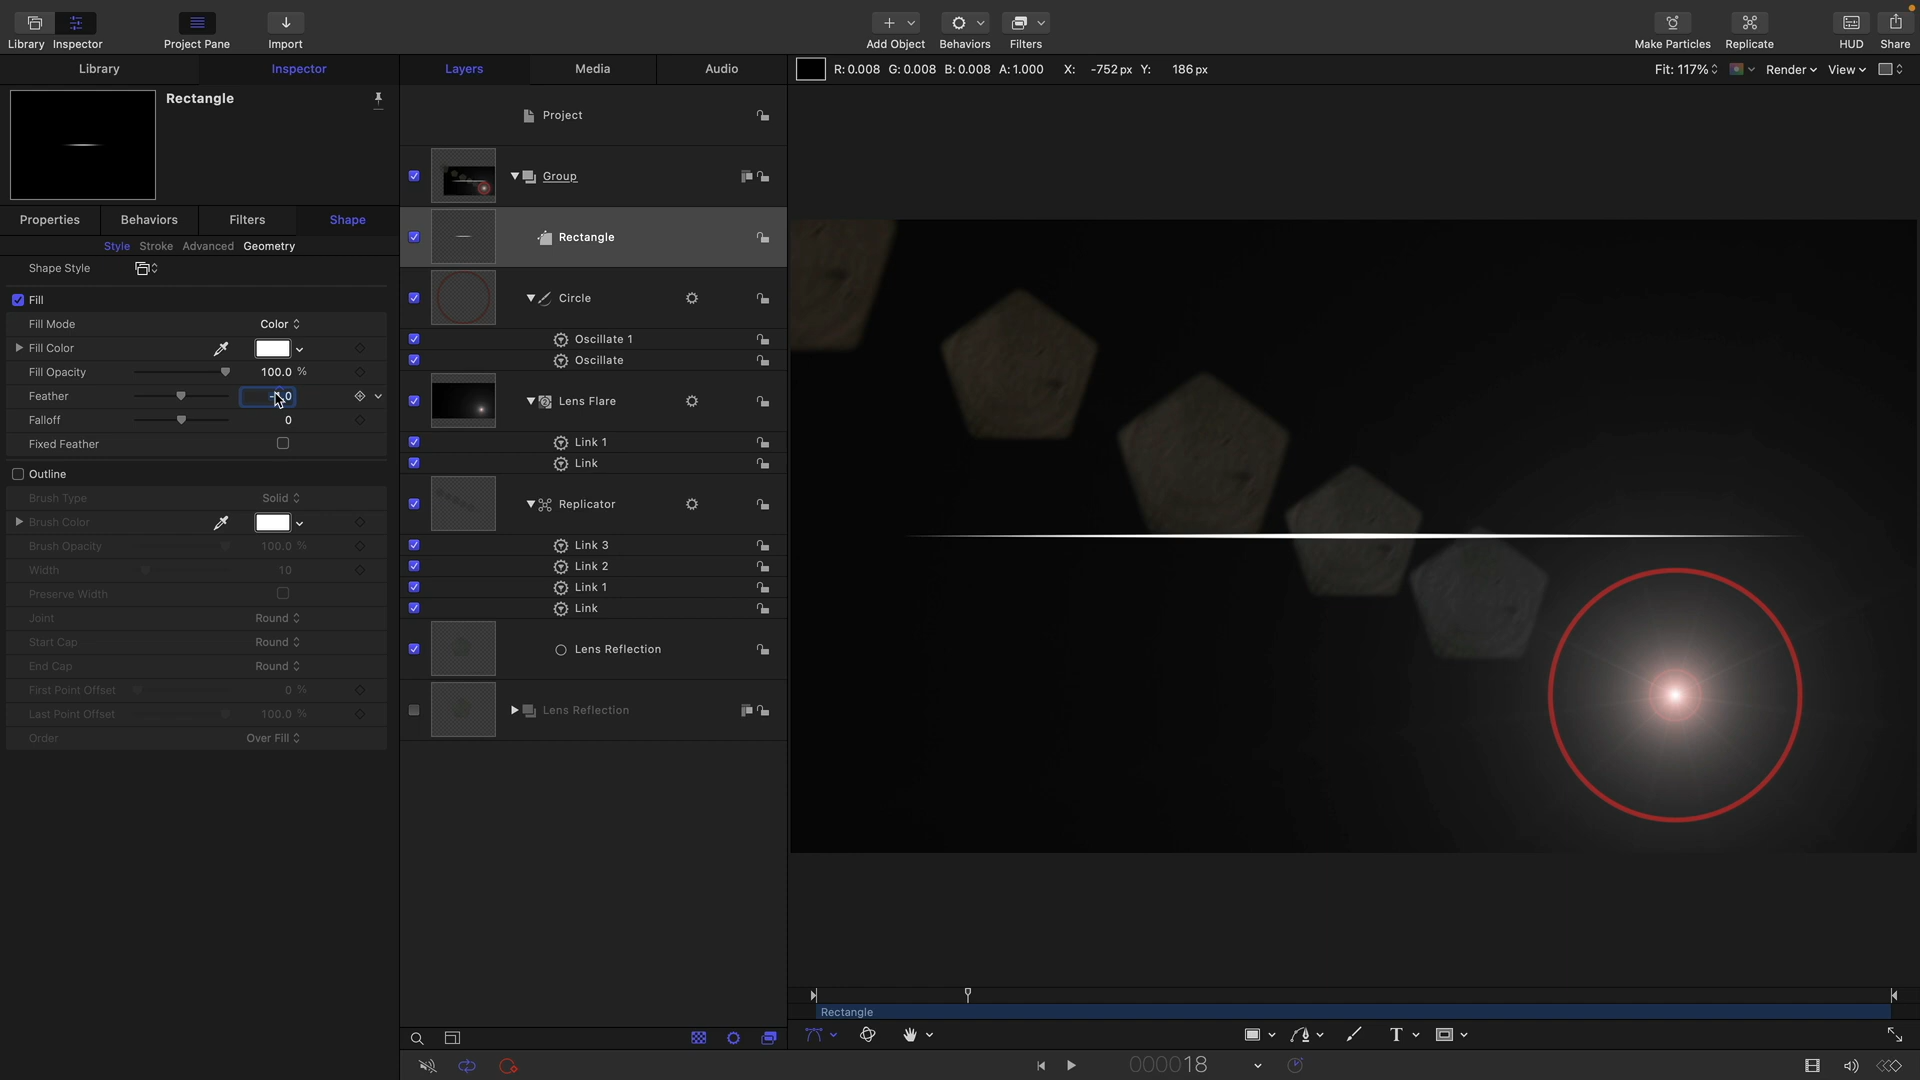 Library Inspector Project Pane Import Add Object Behaviors Filters Make Particles Replicate HUD Share
Library Inspector Layers Media Audio R: 0.008 G: 0.008 B: 0.008 A: 1.000 X: -752 px Y: 186 px Fit: 117% Render View
Rectangle
Project
Group
Properties Behaviors Filters Shape
Style Stroke Advanced Geometry
Rectangle
Shape Style
Fill
Circle
Fill Mode Color
Oscillate 1
Fill Color
Oscillate
Fill Opacity 100.0 %
Feather
Lens Flare
Falloff 0
Fixed Feather
Link 1
Link
Outline
Brush Type Solid
Replicator
Brush Color
Brush Opacity 100.0 %
Link 3
Width 10
Link 2
Preserve Width
Link 1
Joint Round
Link
Start Cap Round
Lens Reflection
End Cap Round
First Point Offset 0 %
Last Point Offset 100.0 %
Lens Reflection
Order Over Fill
Rectangle
T
000018